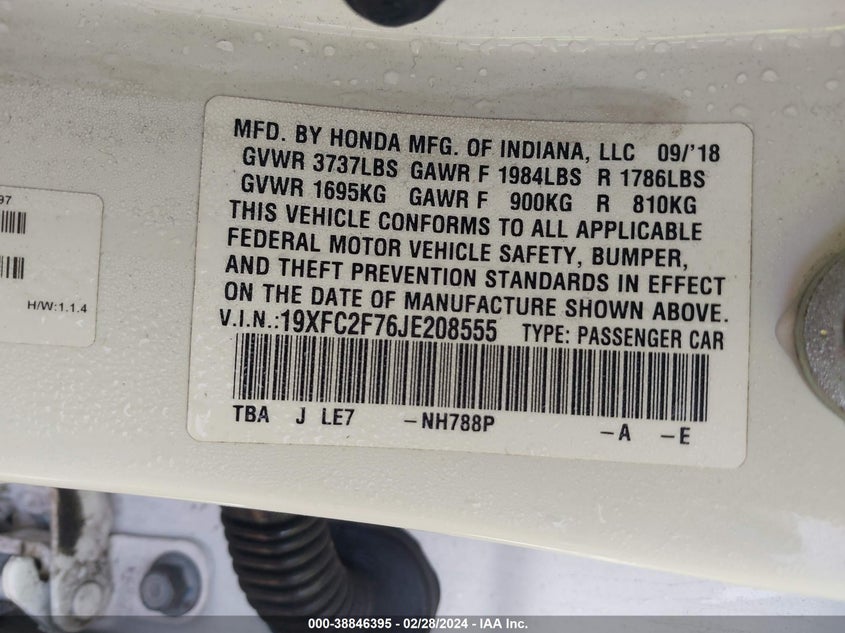 MFD. BY HONDA MFG. OF INDIANA, LLC 09/'18
GVWR 3737LBS GAWR F 1984LBS R 1786LBS
GVWR 1695KG GAWR F 900KG R 810KG
THIS VEHICLE CONFORMS TO ALL APPLICABLE
FEDERAL MOTOR VEHICLE SAFETY, BUMPER,
AND THEFT PREVENTION STANDARDS IN EFFECT
ON THE DATE OF MANUFACTURE SHOWN ABOVE.
V.I.N.:19XFC2F76JE208555 TYPE: PASSENGER CAR
TBA J LE7 -NH788P -A -E
97
H/W:1.1.4
000-38846395 - 02/28/2024 - IAA Inc.